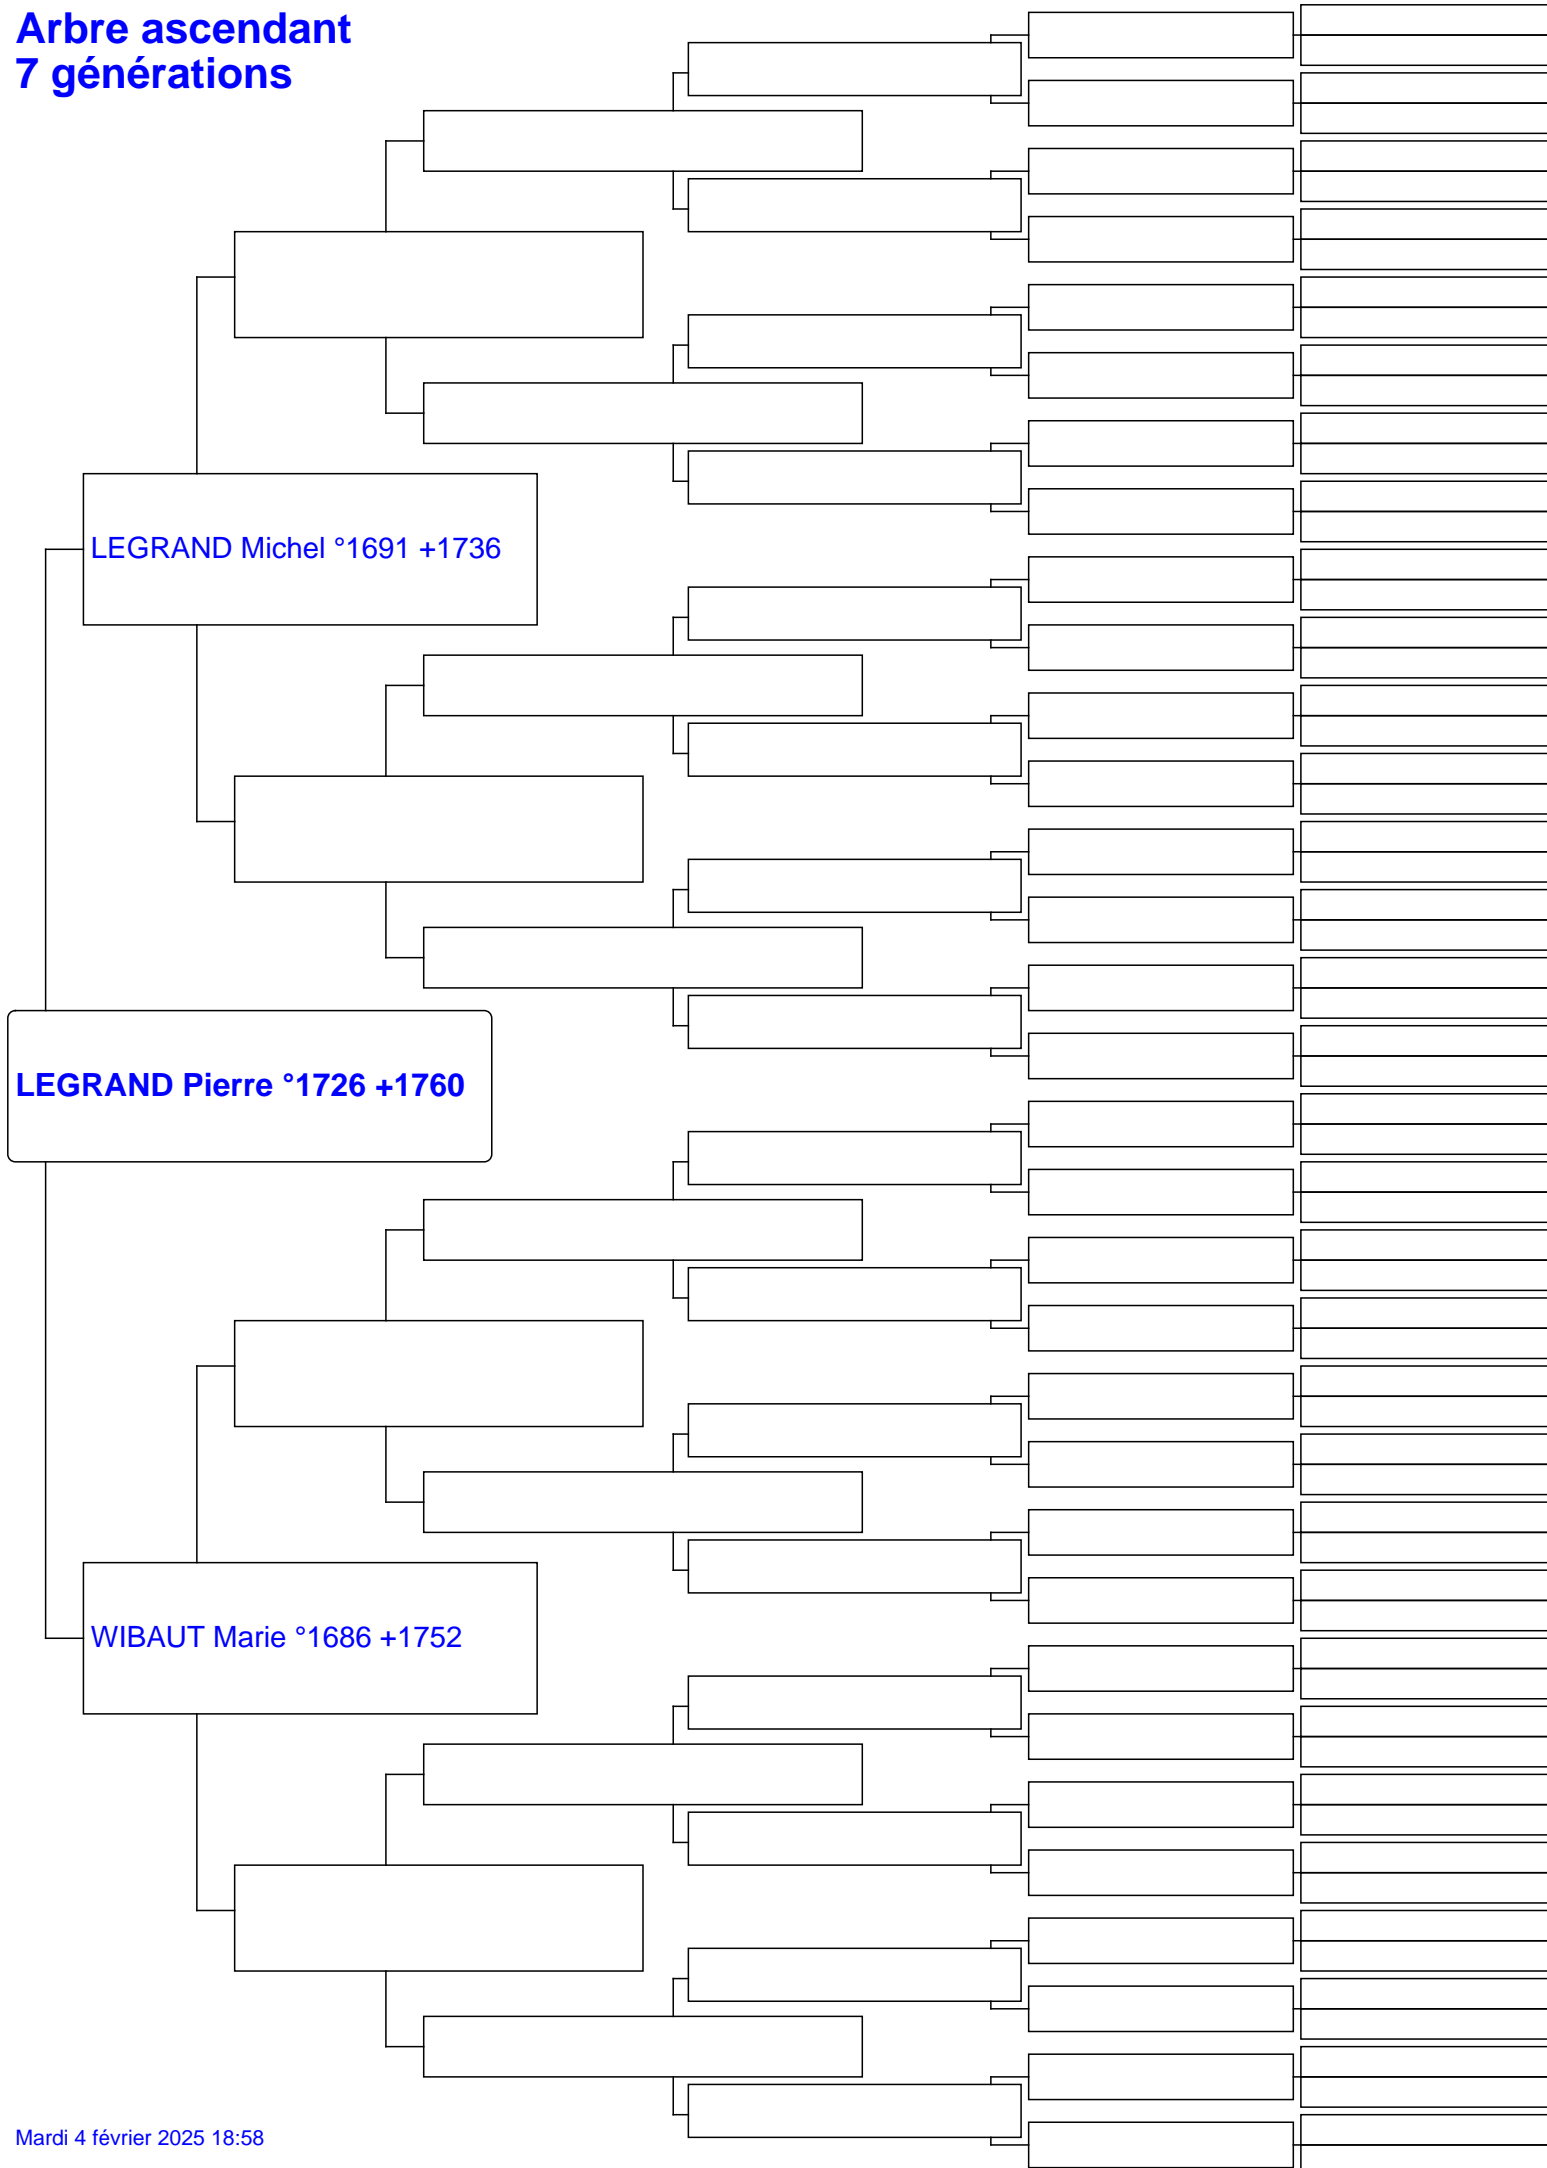 Arbre ascendant
7 générations
LEGRAND Michel °1691 +1736
LEGRAND Pierre °1726 +1760
WIBAUT Marie °1686 +1752
Mardi 4 février 2025 18:58